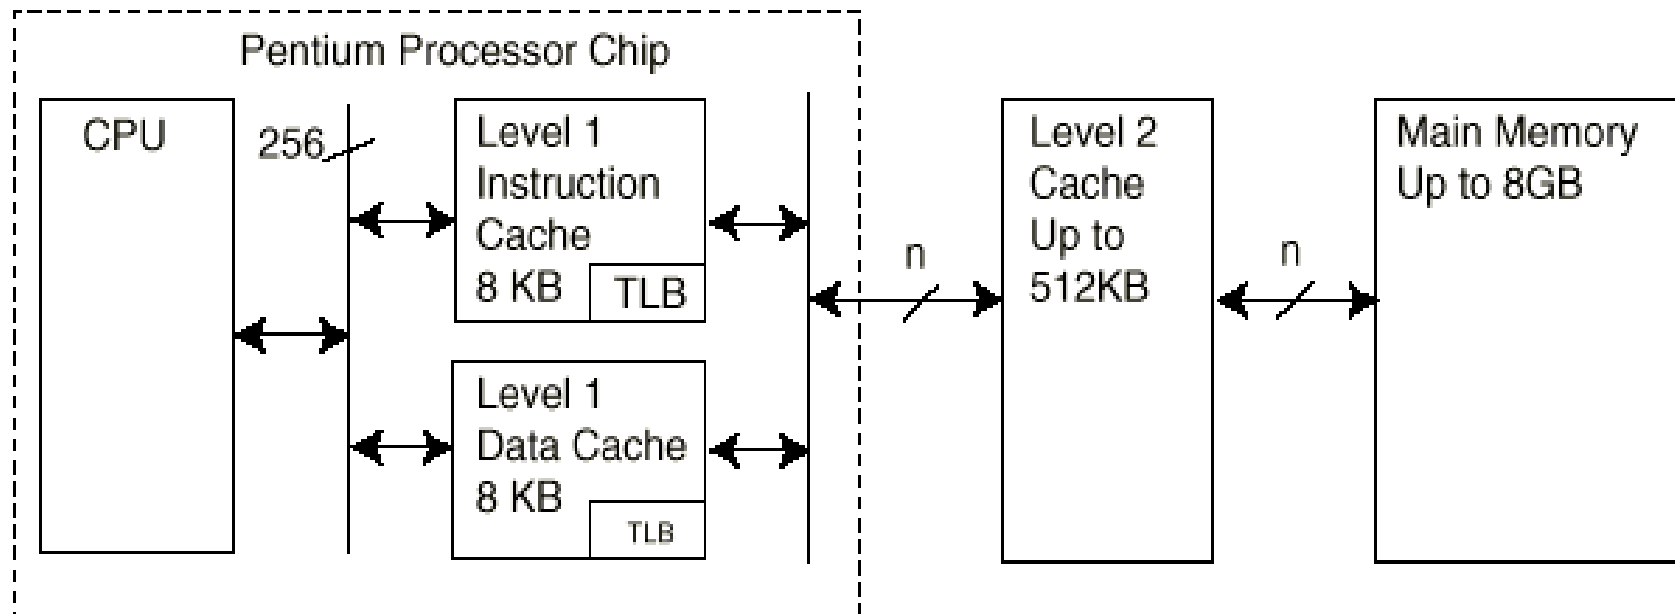 Pentium Processor Chip
CPU
256
Level 1
Instruction
Cache
8 KB
TLB
Level 1
Data Cache
8 KB
TLB
n
Level 2
Cache
Up to
512KB
n
Main Memory
Up to 8GB